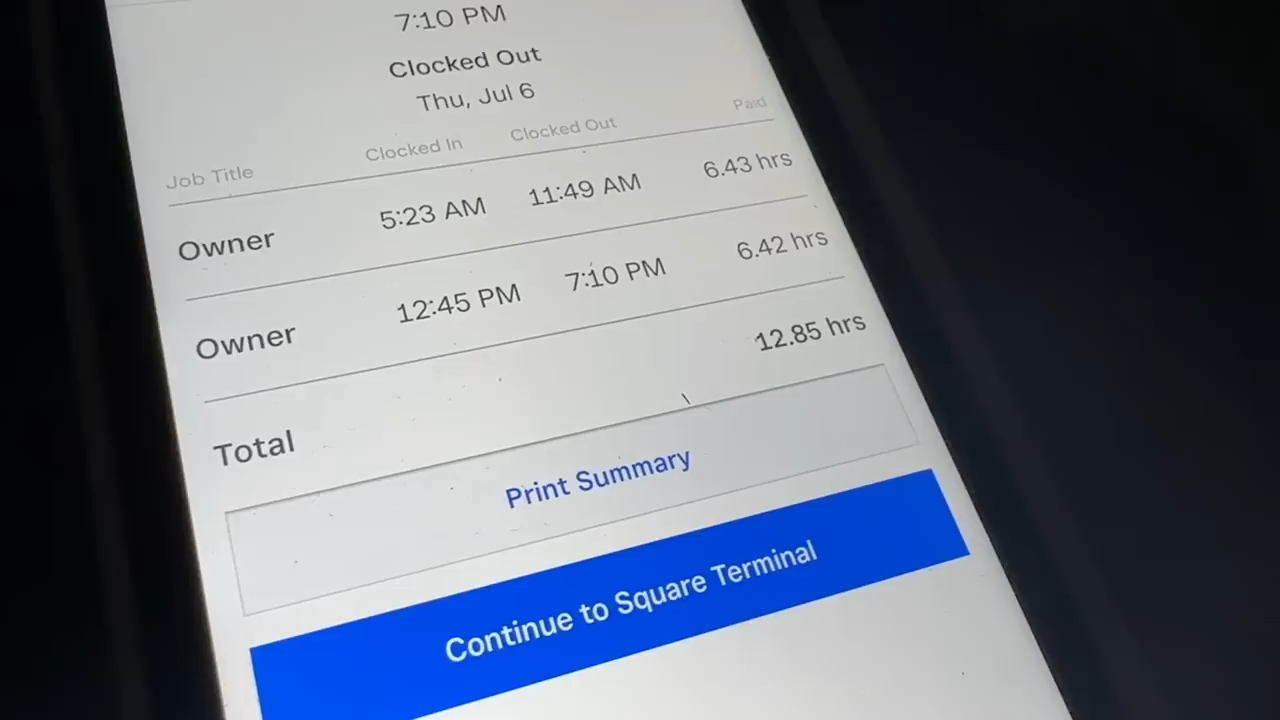 7:10 PM
Clocked Out
Thu, Jul 6
Job Title Clocked In Clocked Out Paid
Owner 5:23 AM 11:49 AM 6.43 hrs
Owner 12:45 PM 7:10 PM 6.42 hrs
Total 12.85 hrs
Print Summary
Continue to Square Terminal